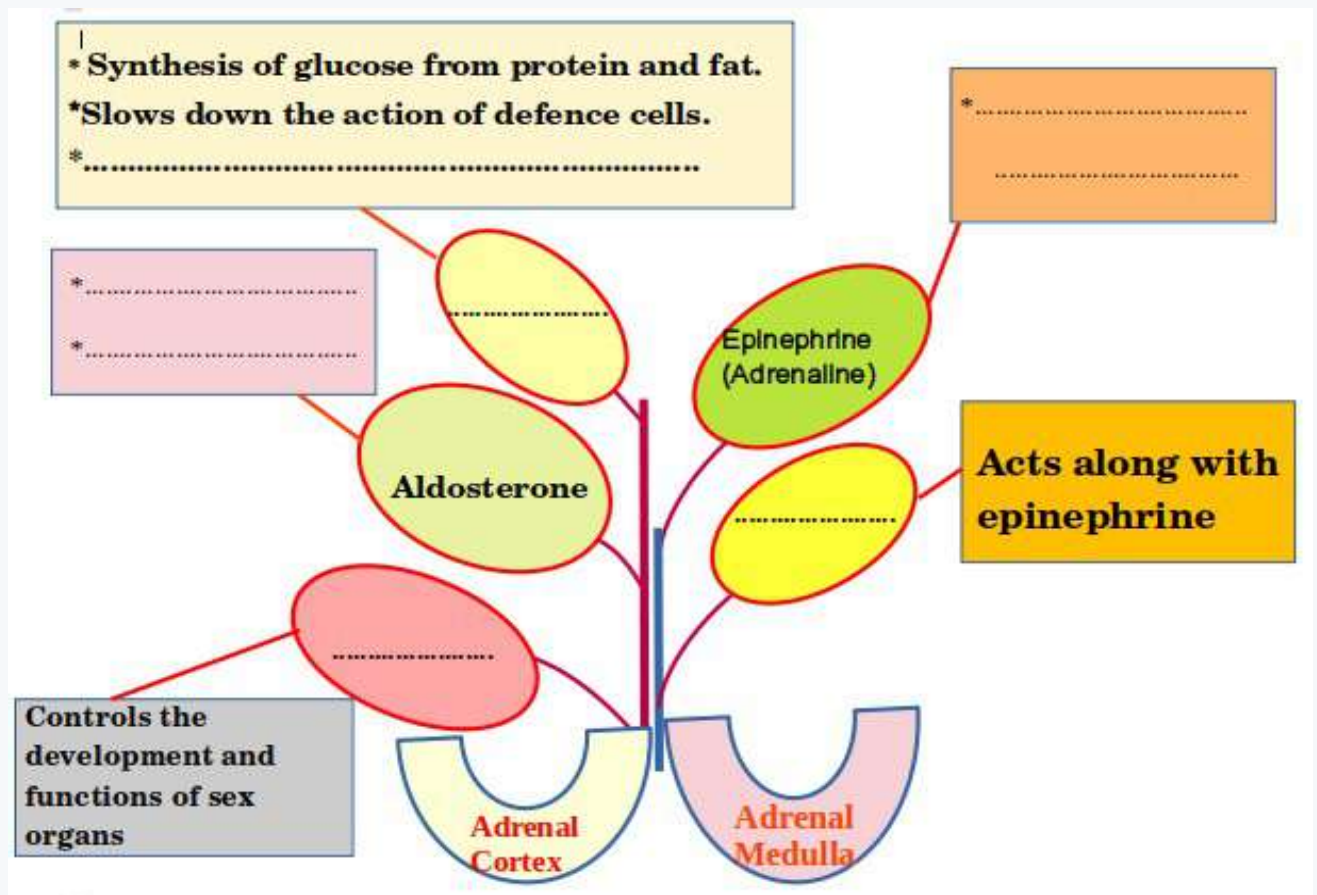 * Synthesis of glucose from protein and fat.
*Slows down the action of defence cells.
*..............................................................................
*.......................................
.......................................
*.......................................
*.......................................
.........................
Epinephrine
(Adrenaline)
Aldosterone
.........................
Acts along with
epinephrine
.........................
Controls the
development and
functions of sex
organs
Adrenal
Cortex
Adrenal
Medulla